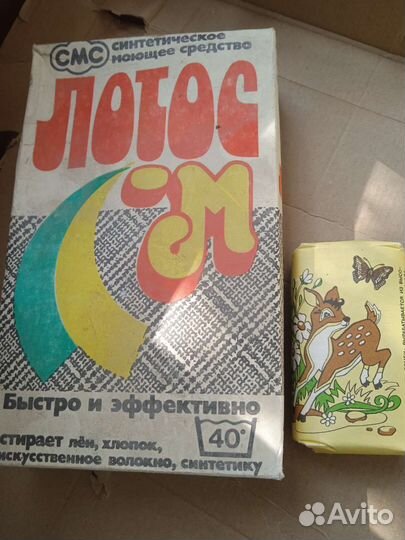 СМС
синтетическое
моющее средство
Лотос
-М
Быстро и эффективно
стирает лён, хлопок,
искусственное волокно, синтетику
40°
Avito